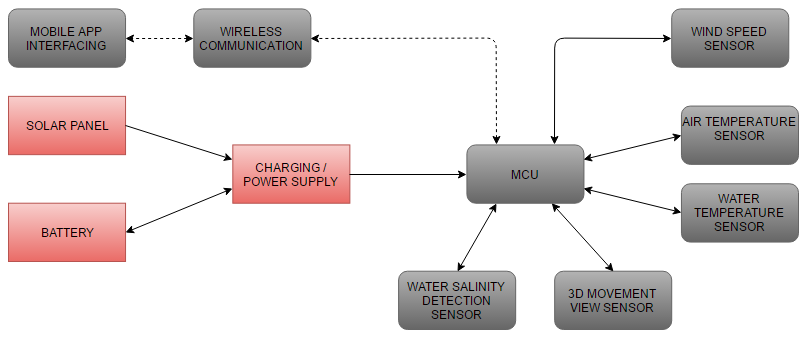 MOBILE APP
INTERFACING
WIRELESS
COMMUNICATION
WIND SPEED
SENSOR
SOLAR PANEL
AIR TEMPERATURE
SENSOR
CHARGING /
POWER SUPPLY
MCU
BATTERY
WATER
TEMPERATURE
SENSOR
WATER SALINITY
DETECTION
SENSOR
3D MOVEMENT
VIEW SENSOR